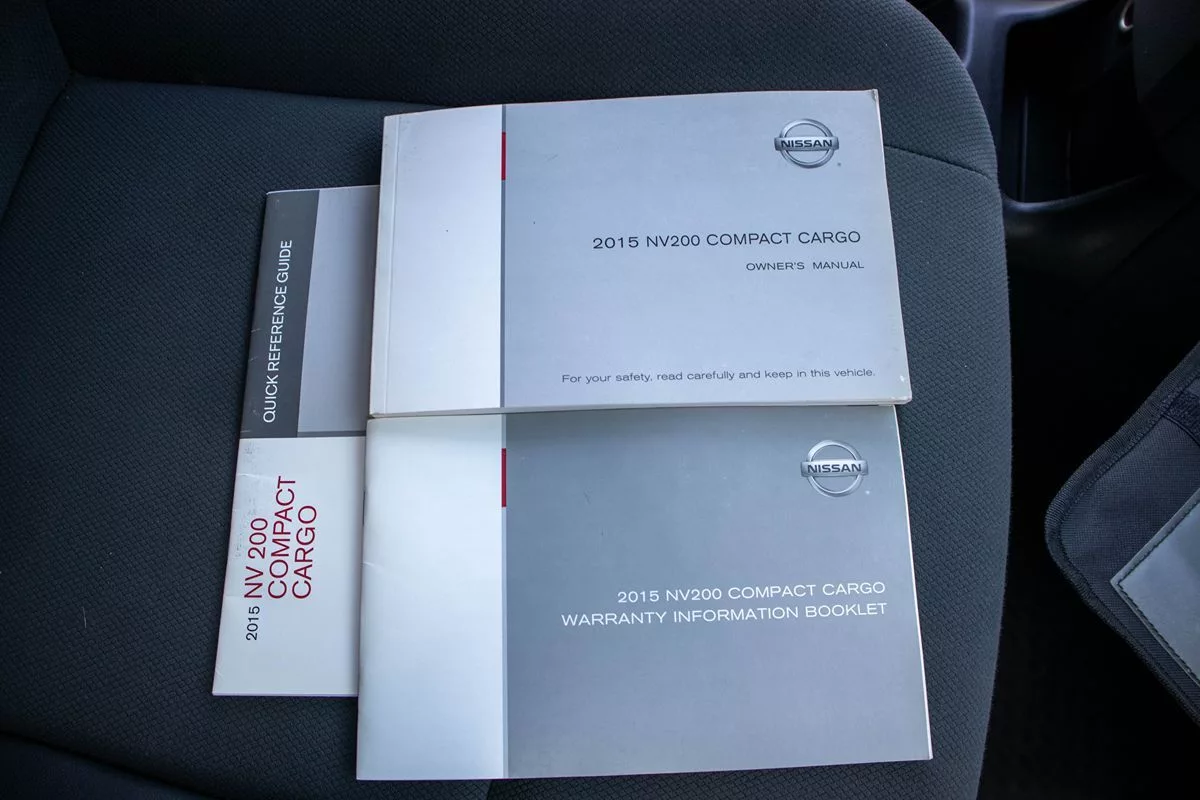 NISSAN
2015 NV200 COMPACT CARGO
OWNER'S MANUAL
For your safety, read carefully and keep in this vehicle.
QUICK REFERENCE GUIDE
2015 NV 200
COMPACT
CARGO
NISSAN
2015 NV200 COMPACT CARGO
WARRANTY INFORMATION BOOKLET